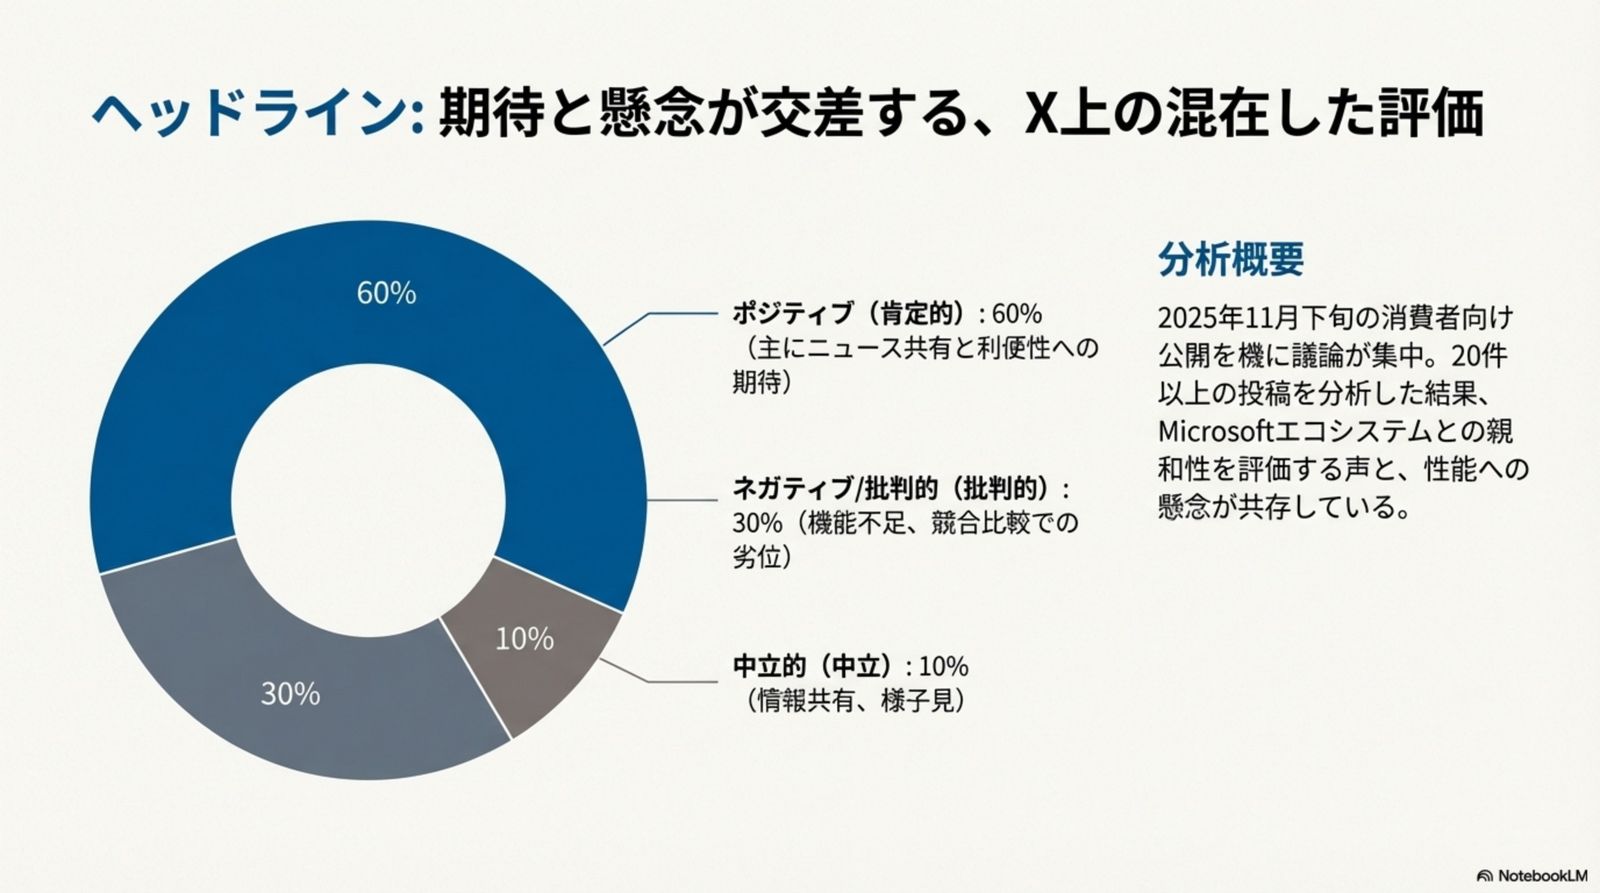 ヘッドライン: 期待と懸念が交差する、X上の混在した評価
60%
30%
10%
ポジティブ（肯定的）: 60%
（主にニュース共有と利便性への
期待）
ネガティブ/批判的（批判的）:
30%（機能不足、競合比較での
劣位）
中立的（中立）: 10%
（情報共有、様子見）
分析概要
2025年11月下旬の消費者向け
公開を機に議論が集中。20件
以上の投稿を分析した結果、
Microsoftエコシステムとの親
和性を評価する声と、性能への
懸念が共存している。
NotebookLM